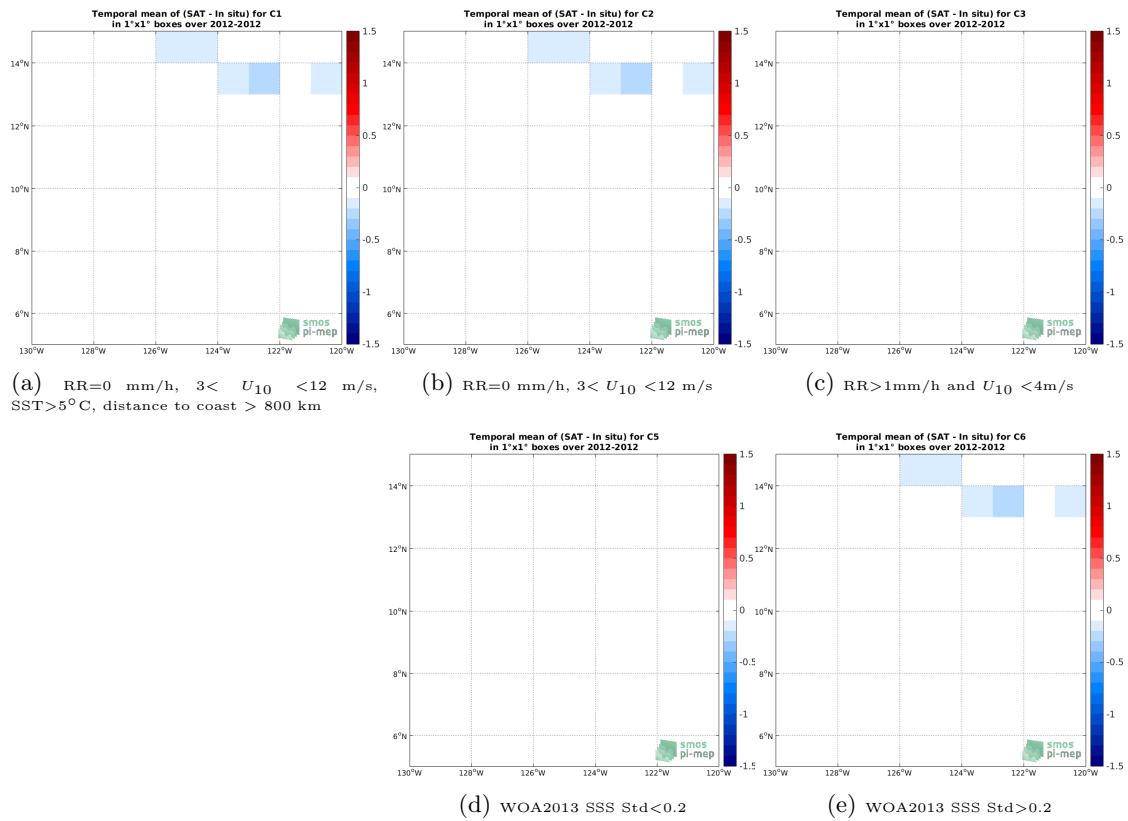 Temporal mean of (SAT - In situ) for C1
in 1°x1° boxes over 2012-2012
14°N
12°N
10°N
8°N
6°N
130°W
128°W
126°W
124°W
122°W
120°W
1.5
1
0.5
0
-0.5
-1
-1.5
smos
pi-mep
(a) RR=0 mm/h, 3< U10 <12 m/s,
SST>5°C, distance to coast > 800 km
Temporal mean of (SAT - In situ) for C2
in 1°x1° boxes over 2012-2012
14°N
12°N
10°N
8°N
6°N
130°W
128°W
126°W
124°W
122°W
120°W
1.5
1
0.5
0
-0.5
-1
-1.5
smos
pi-mep
(b) RR=0 mm/h, 3< U10 <12 m/s
Temporal mean of (SAT - In situ) for C3
in 1°x1° boxes over 2012-2012
14°N
12°N
10°N
8°N
6°N
130°W
128°W
126°W
124°W
122°W
120°W
1.5
1
0.5
0
-0.5
-1
-1.5
smos
pi-mep
(c) RR>1mm/h and U10 <4m/s
Temporal mean of (SAT - In situ) for C5
in 1°x1° boxes over 2012-2012
14°N
12°N
10°N
8°N
6°N
130°W
128°W
126°W
124°W
122°W
120°W
1.5
1
0.5
0
-0.5
-1
-1.5
smos
pi-mep
(d) WOA2013 SSS Std<0.2
Temporal mean of (SAT - In situ) for C6
in 1°x1° boxes over 2012-2012
14°N
12°N
10°N
8°N
6°N
130°W
128°W
126°W
124°W
122°W
120°W
1.5
1
0.5
0
-0.5
-1
-1.5
smos
pi-mep
(e) WOA2013 SSS Std>0.2